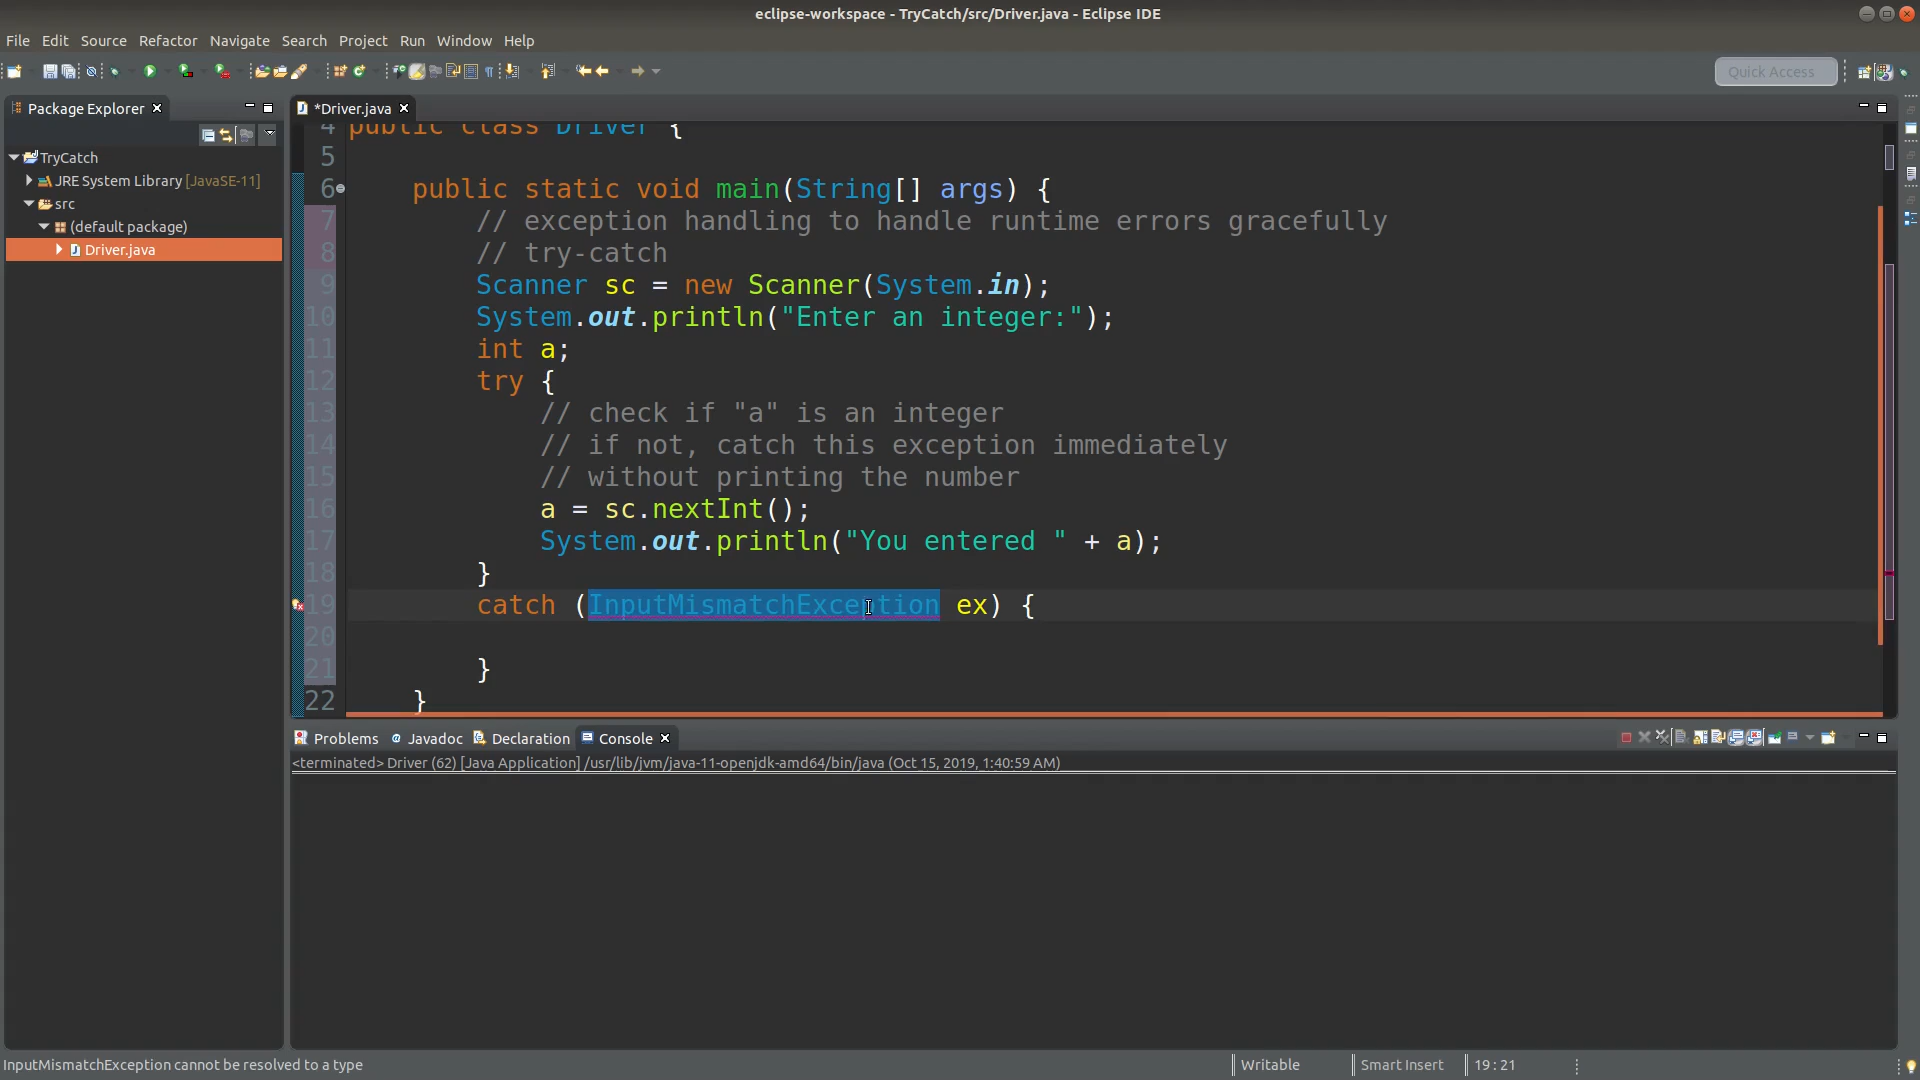 eclipse-workspace - TryCatch/src/Driver.java - Eclipse IDE
File Edit Source Refactor Navigate Search Project Run Window Help
Quick Access
Package Explorer
*Driver.java
TryCatch
JRE System Library [JavaSE-11]
src
(default package)
Driver.java
4 public class Driver {
5
6 public static void main(String[] args) {
7 // exception handling to handle runtime errors gracefully
8 // try-catch
9 Scanner sc = new Scanner(System.in);
10 System.out.println("Enter an integer:");
11 int a;
12 try {
13 // check if "a" is an integer
14 // if not, catch this exception immediately
15 // without printing the number
16 a = sc.nextInt();
17 System.out.println("You entered " + a);
18 }
19 catch (InputMismatchException ex) {
20
21 }
22 }
Problems Javadoc Declaration Console
<terminated> Driver (62) [Java Application] /usr/lib/jvm/java-11-openjdk-amd64/bin/java (Oct 15, 2019, 1:40:59 AM)
InputMismatchException cannot be resolved to a type
Writable Smart Insert 19 : 21